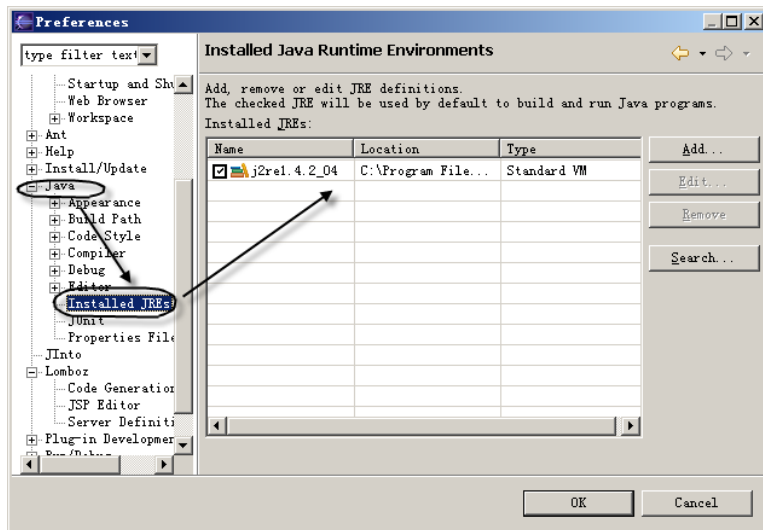 Preferences
type filter text
Installed Java Runtime Environments
Startup and Shu
Web Browser
Workspace
Ant
Help
Install/Update
Java
Appearance
Build Path
Code Style
Compiler
Debug
Editor
Installed JREs
JUnit
Properties File
JInto
Lomboz
Code Generation
JSP Editor
Server Definiti
Plug-in Developmer
Run/Debug
Add, remove or edit JRE definitions.
The checked JRE will be used by default to build and run Java programs.
Installed JREs:
Name Location Type
j2re1.4.2_04 C:\Program File... Standard VM
Add...
Edit...
Remove
Search...
OK Cancel